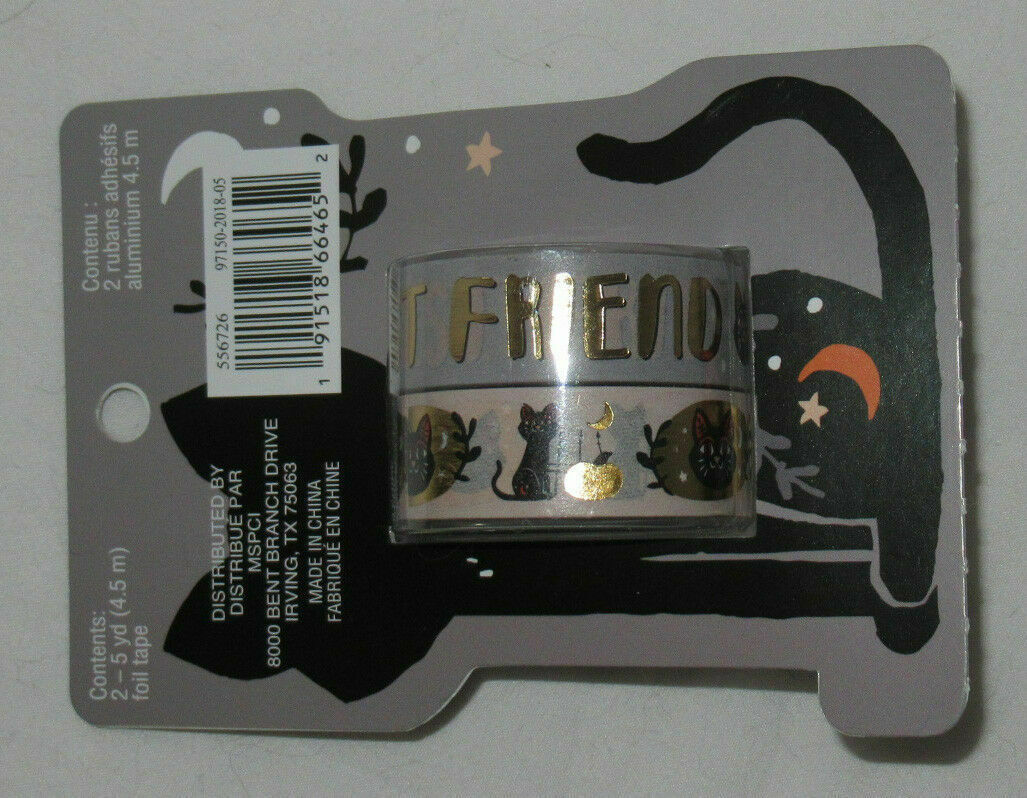 Contenu :
2 rubans adhésifs
aluminium 4.5 m
556726 97150-2018-05
1 91518 66465 2
DISTRIBUTED BY
DISTRIBUE PAR
MSPCI
8000 BENT BRANCH DRIVE
IRVING, TX 75063
MADE IN CHINA
FABRIQUÉ EN CHINE
Contents:
2 – 5 yd (4.5 m)
foil tape
T FRIEND